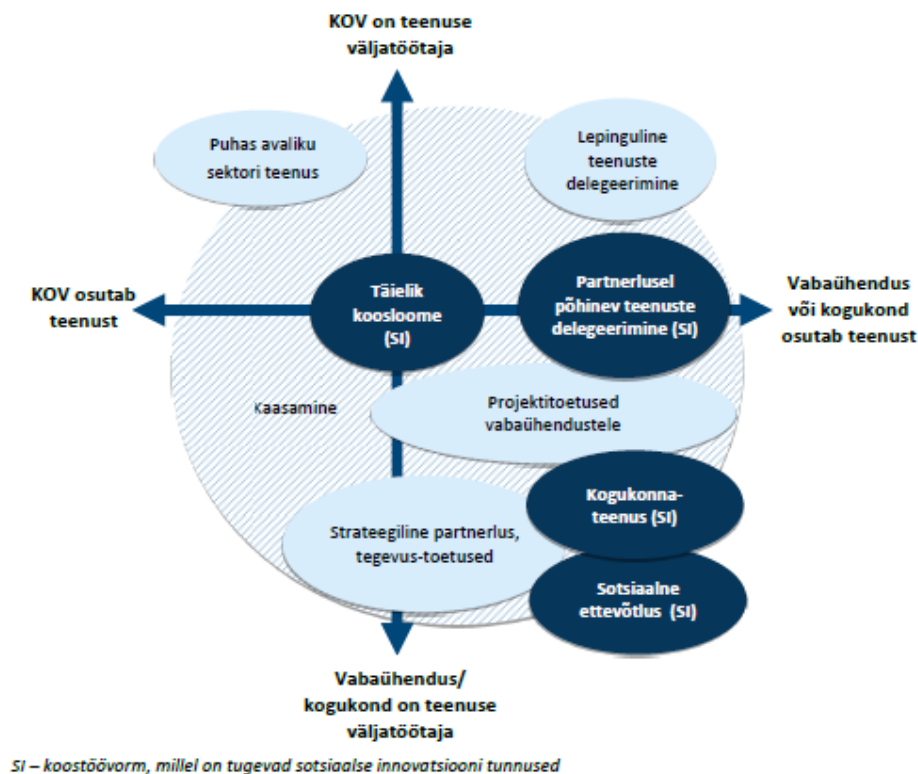 KOV on teenuse
väljatöötaja
Puhas avaliku
sektori teenus
Lepinguline
teenuste
delegeerimine
KOV osutab
teenust
Täielik
koosloome
(SI)
Partnerlusel
põhinev teenuste
delegeerimine (SI)
Vabaühendus
või kogukond
osutab teenust
Kaasamine
Projektitoetused
vabaühendustele
Kogukonna-
teenus (SI)
Strateegiline partnerlus,
tegevus-toetused
Sotsiaalne
ettevõtlus (SI)
Vabaühendus/
kogukond on teenuse
väljatöötaja
SI – koostöövorm, millel on tugevad sotsiaalse innovatsiooni tunnused